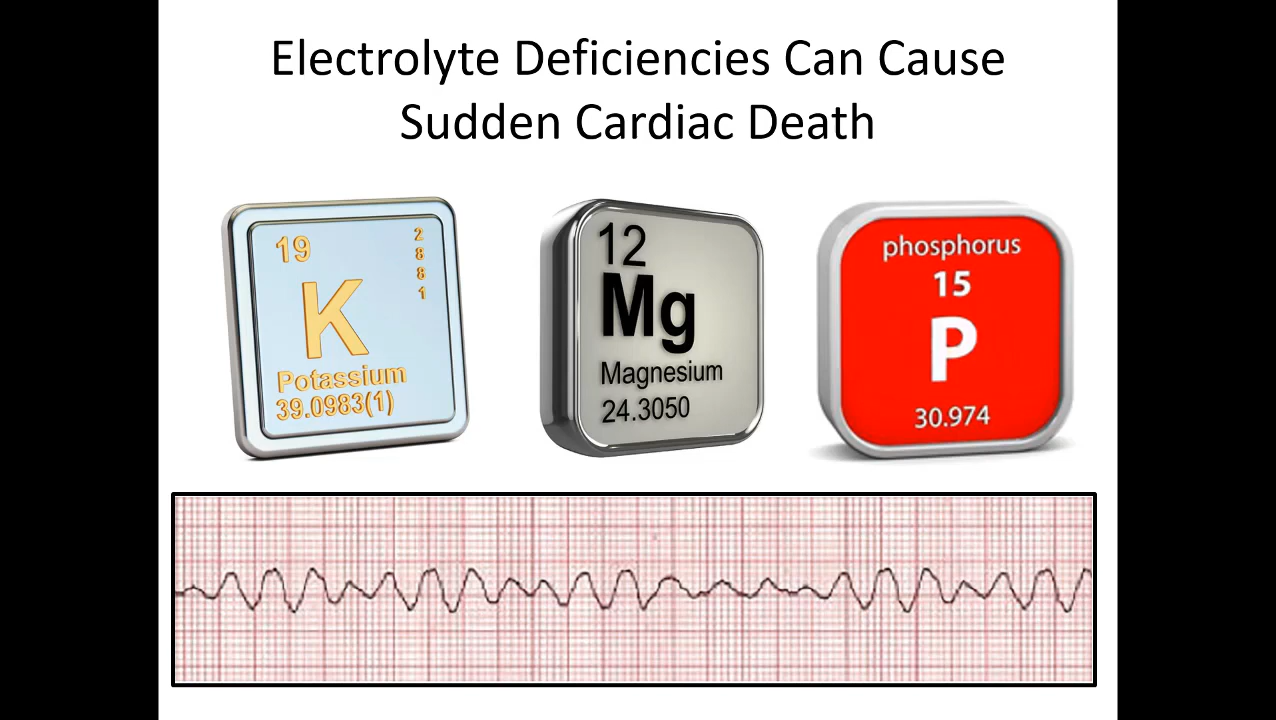 Electrolyte Deficiencies Can Cause
Sudden Cardiac Death
19
2
8
8
1
K
Potassium
39.0983(1)
12
Mg
Magnesium
24.3050
phosphorus
15
P
30.974